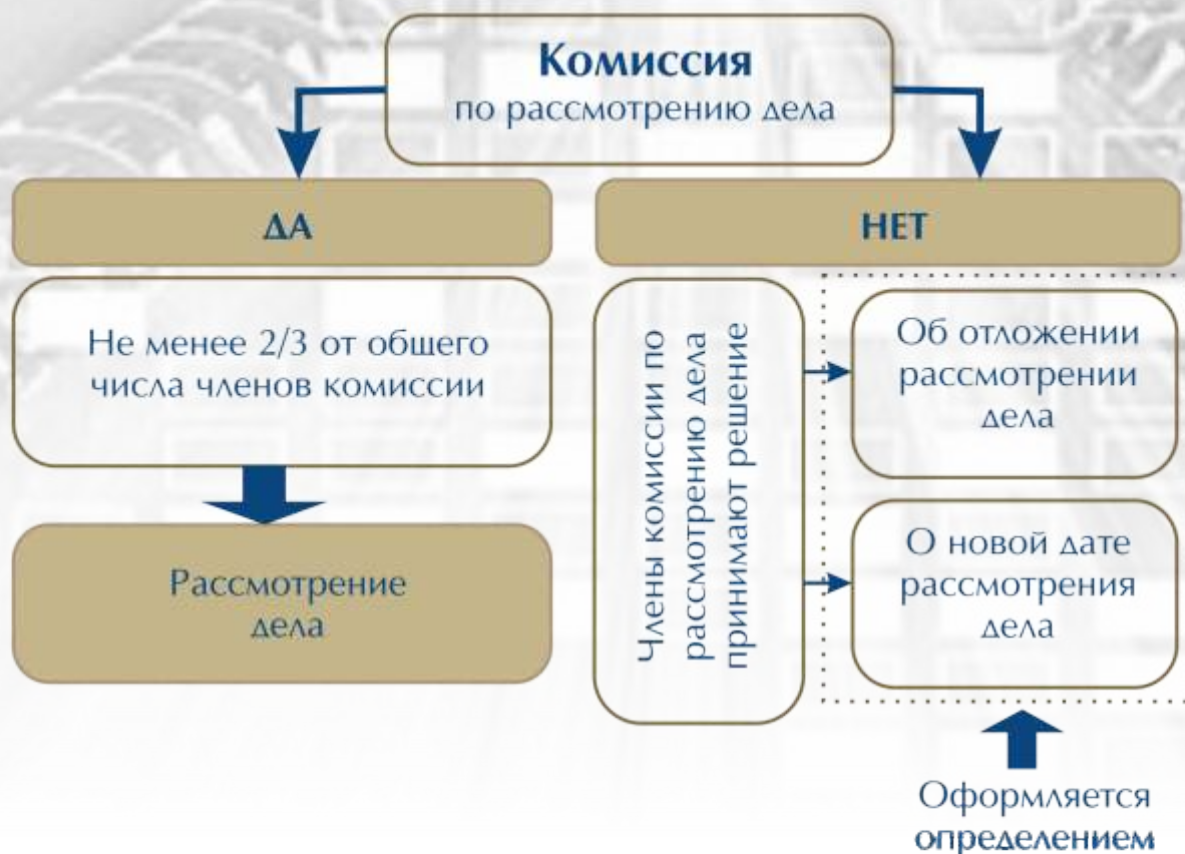 Комиссия
по рассмотрению дела
ДА
НЕТ
Не менее 2/3 от общего
числа членов комиссии
Рассмотрение
дела
Члены комиссии по
рассмотрению дела
принимают решение
Об отложении
рассмотрении
дела
О новой дате
рассмотрения
дела
Оформляется
определением